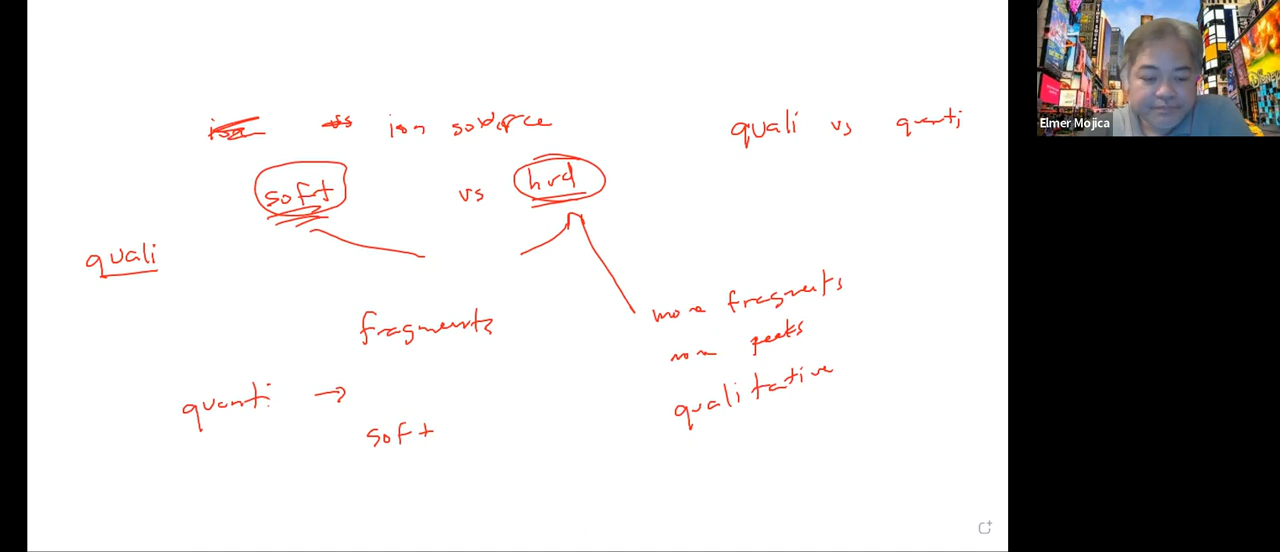 ion source
quali vs quanti
soft vs hrd
quali
more fragments
fragments
more peaks
qualitative
quanti →
soft
Elmer Mojica